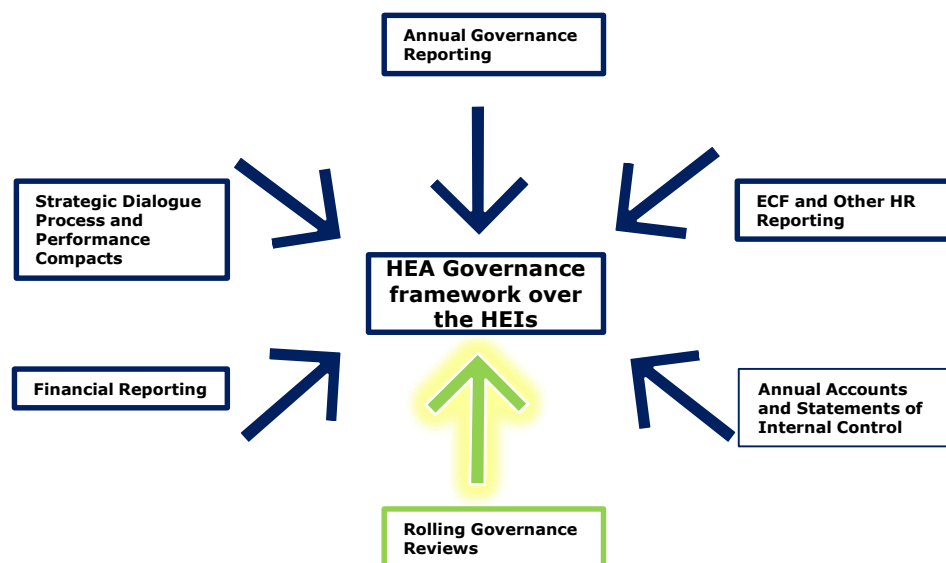 Annual Governance
Reporting
Strategic Dialogue
Process and
Performance
Compacts
ECF and Other HR
Reporting
HEA Governance
framework over
the HEIs
Financial Reporting
Annual Accounts
and Statements of
Internal Control
Rolling Governance
Reviews